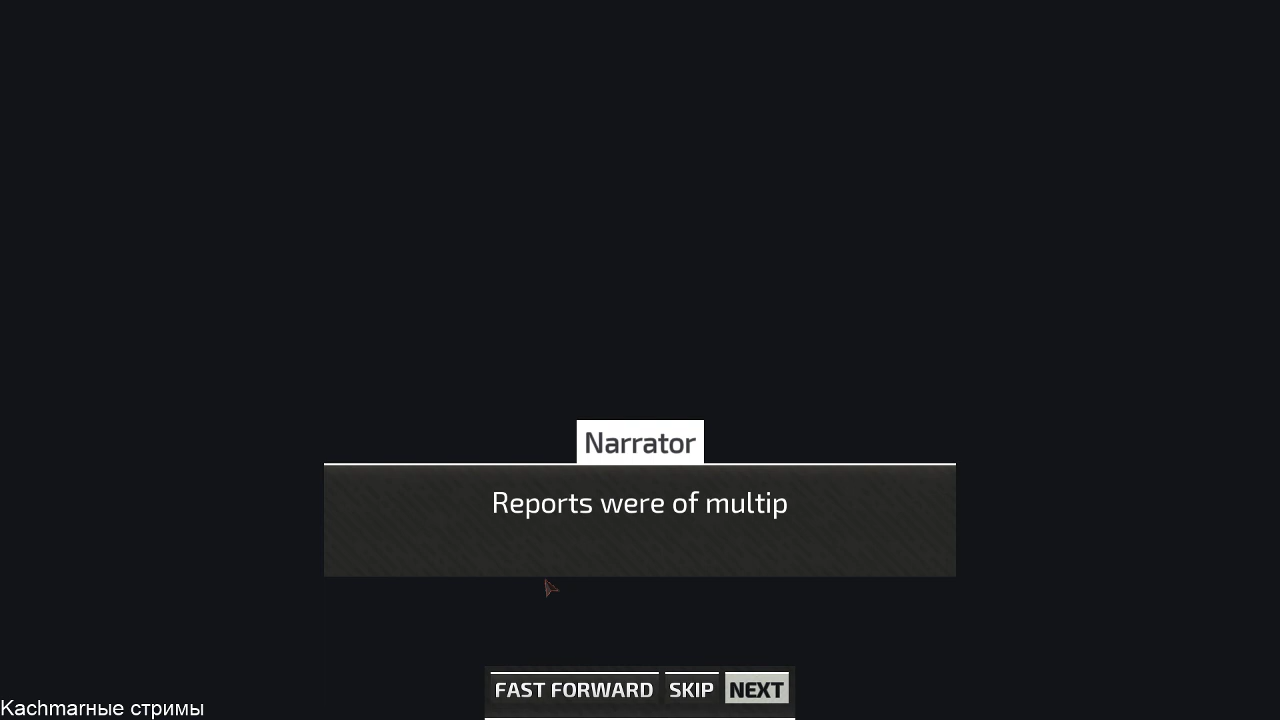 Narrator
Reports were of multip
FAST FORWARD SKIP NEXT
Kachmarные стримы